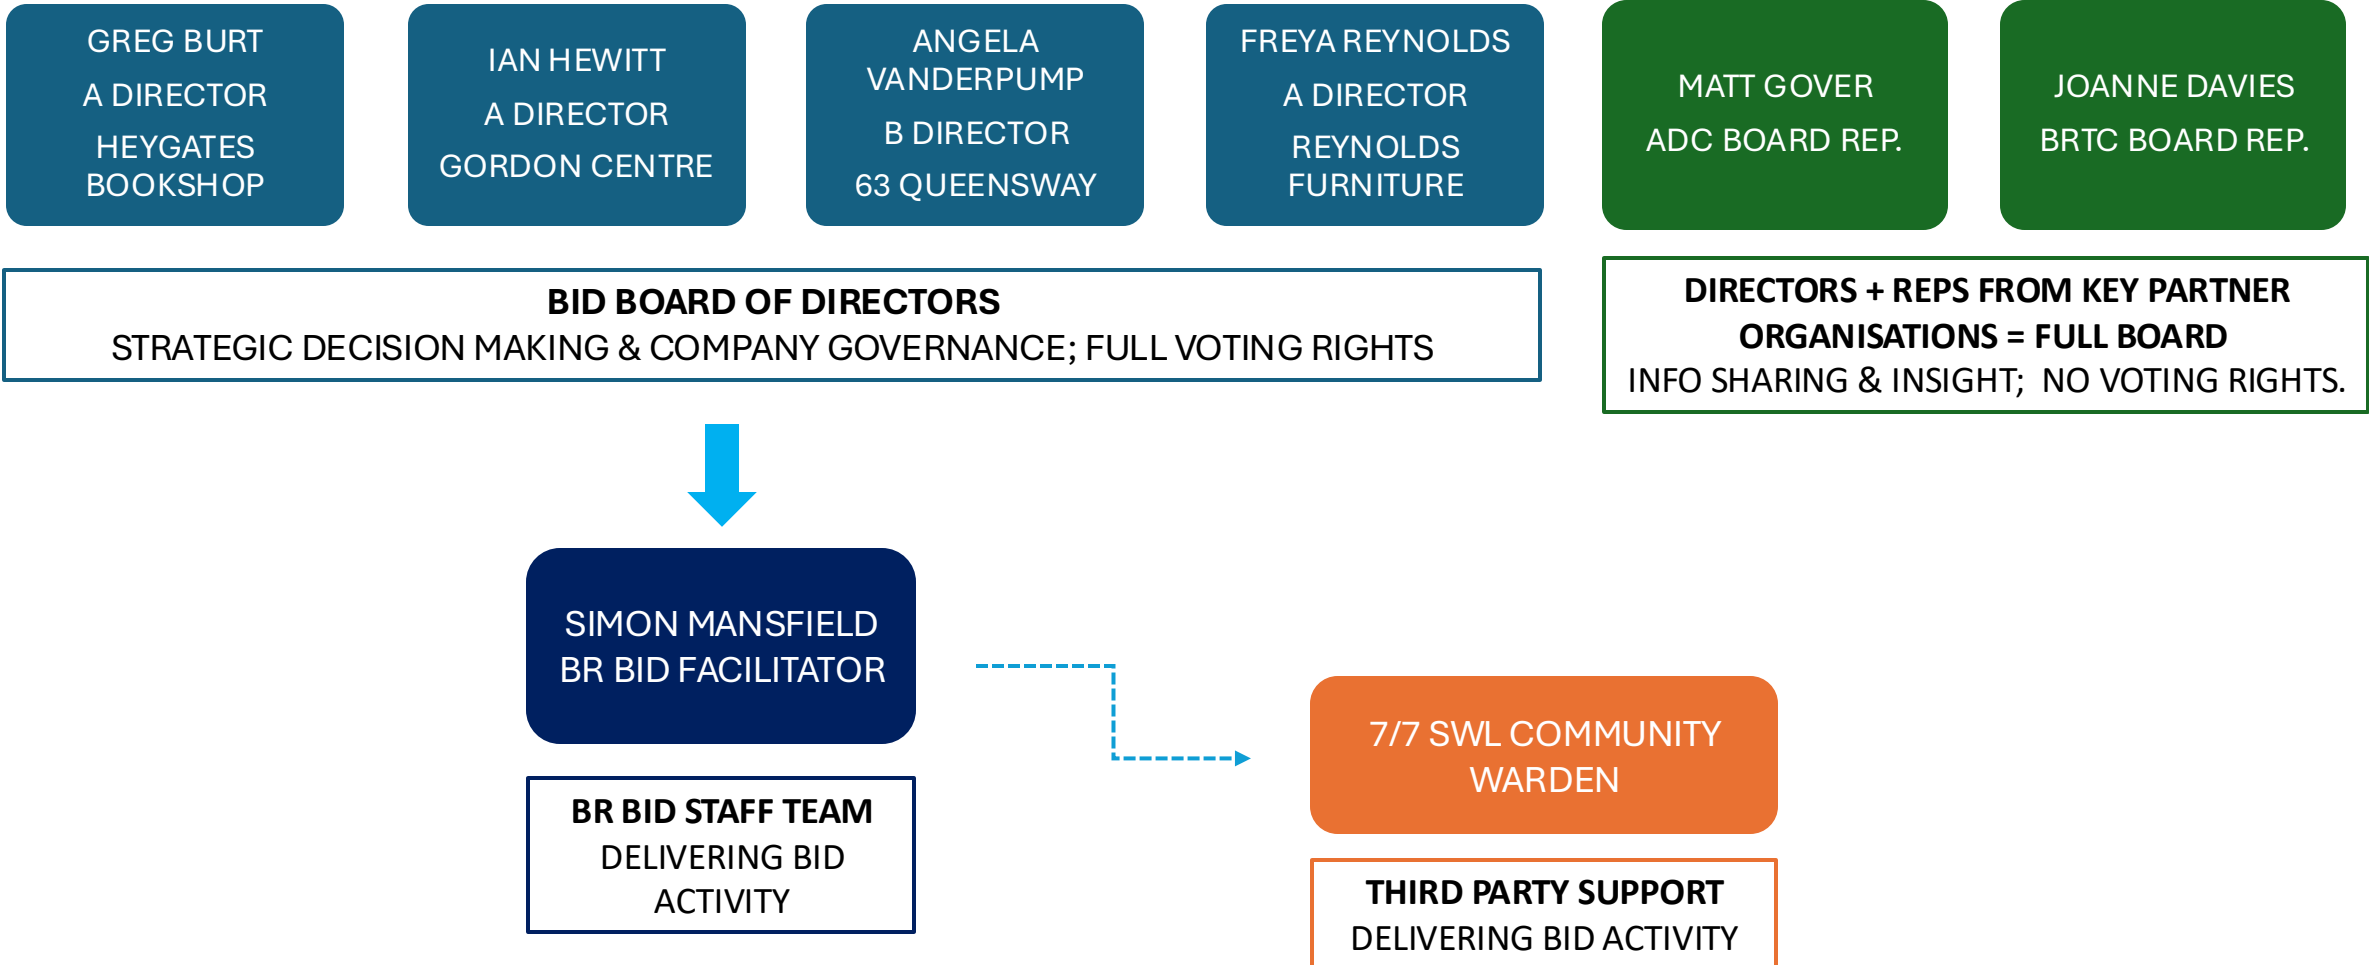 GREG BURT
A DIRECTOR
HEYGATES
BOOKSHOP
IAN HEWITT
A DIRECTOR
GORDON CENTRE
ANGELA
VANDERPUMP
B DIRECTOR
63 QUEENSWAY
FREYA REYNOLDS
A DIRECTOR
REYNOLDS
FURNITURE
MATT GOVER
ADC BOARD REP.
JOANNE DAVIES
BRTC BOARD REP.
BID BOARD OF DIRECTORS
STRATEGIC DECISION MAKING & COMPANY GOVERNANCE; FULL VOTING RIGHTS
DIRECTORS + REPS FROM KEY PARTNER
ORGANISATIONS = FULL BOARD
INFO SHARING & INSIGHT; NO VOTING RIGHTS.
SIMON MANSFIELD
BR BID FACILITATOR
BR BID STAFF TEAM
DELIVERING BID
ACTIVITY
7/7 SWL COMMUNITY
WARDEN
THIRD PARTY SUPPORT
DELIVERING BID ACTIVITY